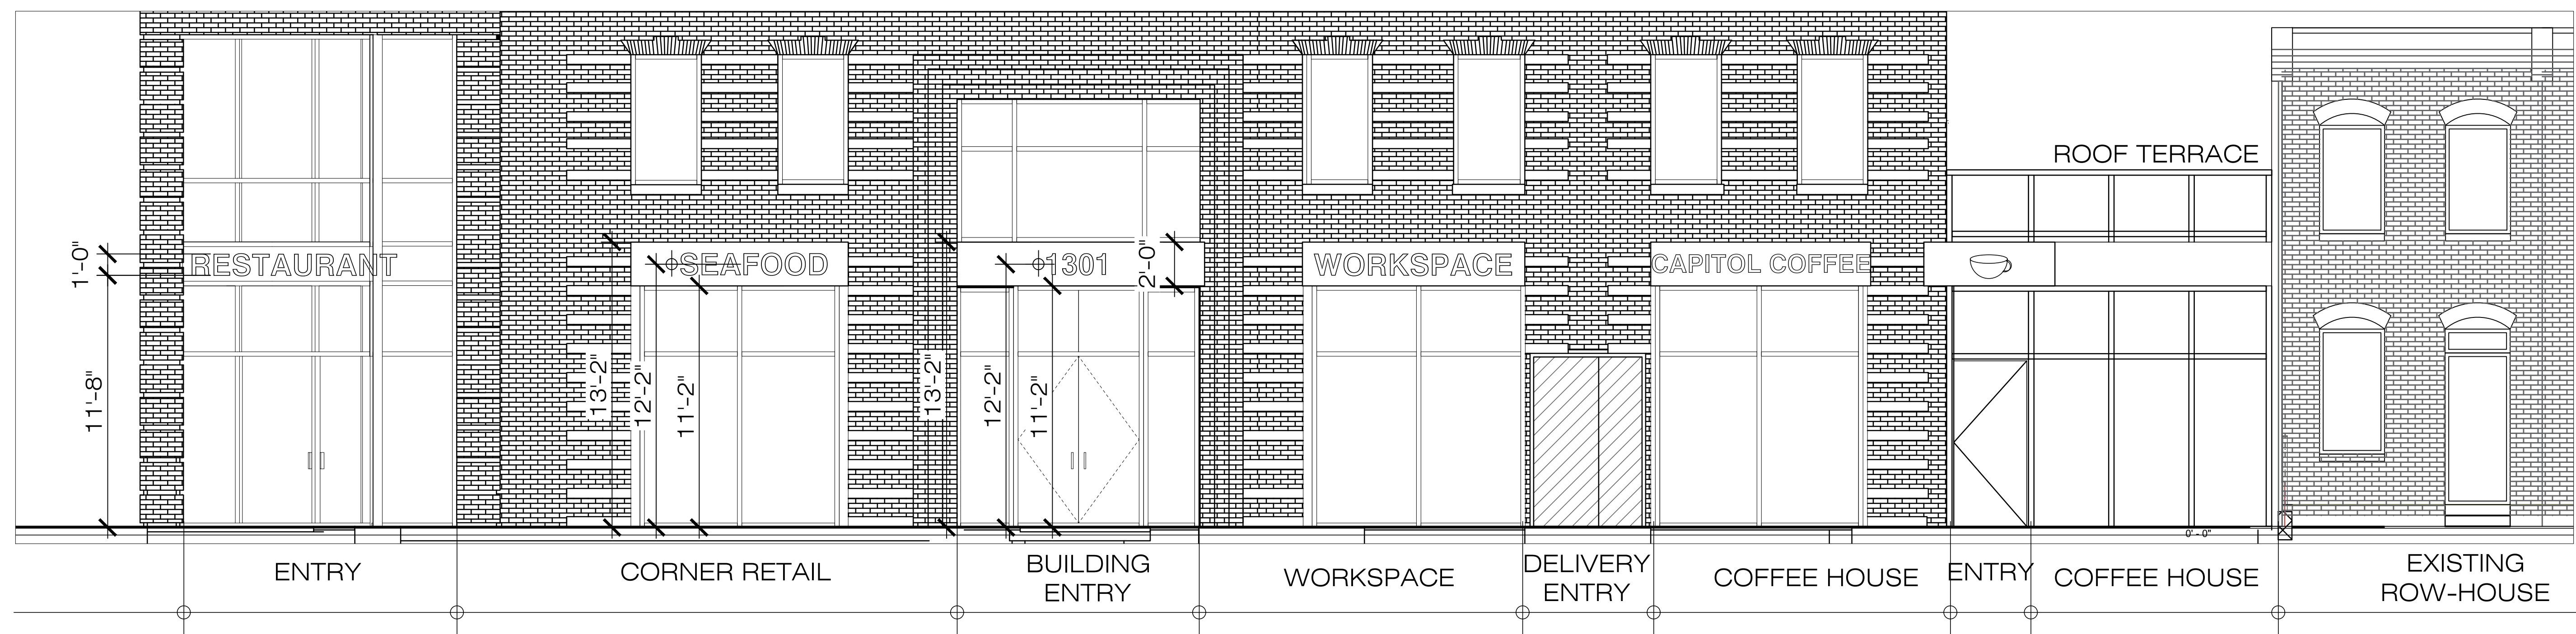 ROOF TERRACE
1'-0"
RESTAURANT
SEAFOOD
1301
2'-0"
WORKSPACE
CAPITOL COFFEE
11'-8"
13'-2"
12'-2"
11'-2"
13'-2"
12'-2"
11'-2"
0' - 0"
ENTRY
CORNER RETAIL
BUILDING
ENTRY
WORKSPACE
DELIVERY
ENTRY
COFFEE HOUSE
ENTRY
COFFEE HOUSE
EXISTING
ROW-HOUSE